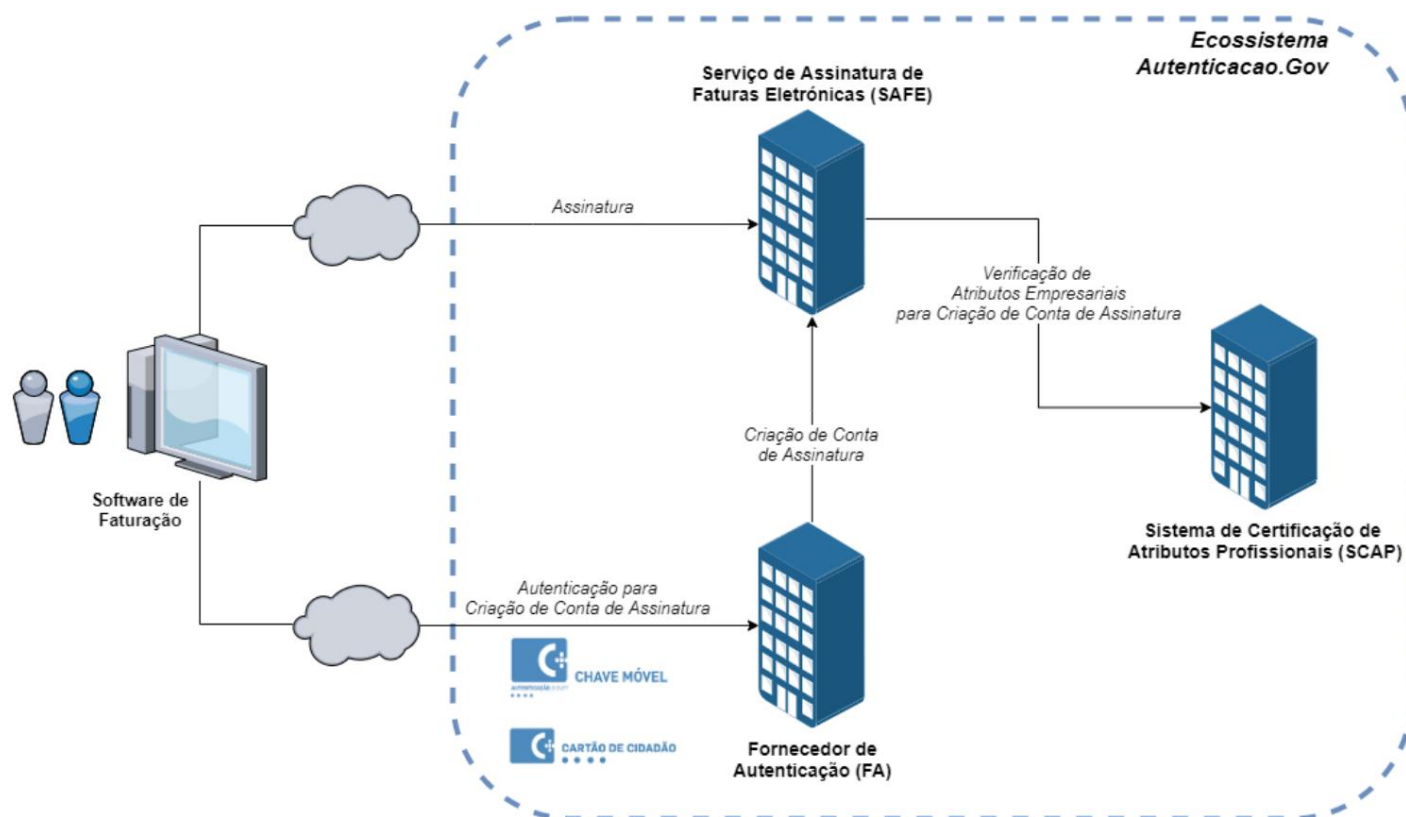 Ecossistema
Autenticacao.Gov
Serviço de Assinatura de
Faturas Eletrónicas (SAFE)
Assinatura
Verificação de
Atributos Empresariais
para Criação de Conta de Assinatura
Criação de Conta
de Assinatura
Software de
Faturação
Sistema de Certificação de
Atributos Profissionais (SCAP)
Autenticação para
Criação de Conta de Assinatura
CHAVE MÓVEL
CARTÃO DE CIDADÃO
Fornecedor de
Autenticação (FA)